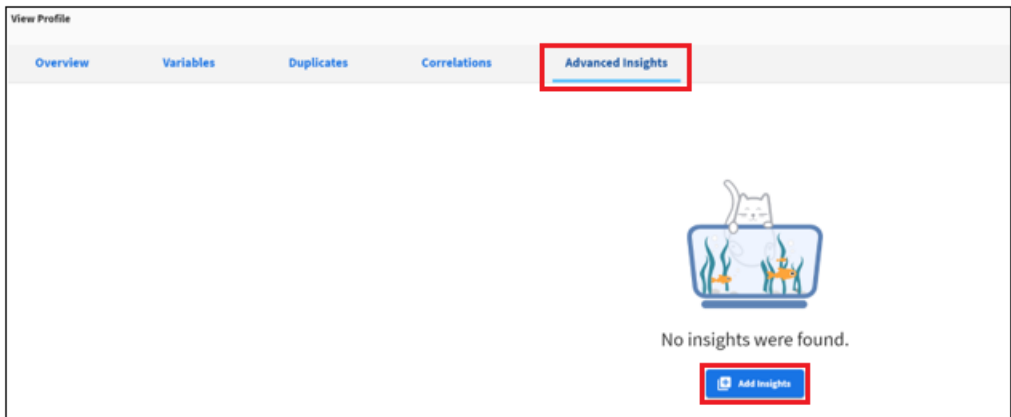 View Profile
Overview Variables Duplicates Correlations Advanced Insights
No insights were found.
Add Insights